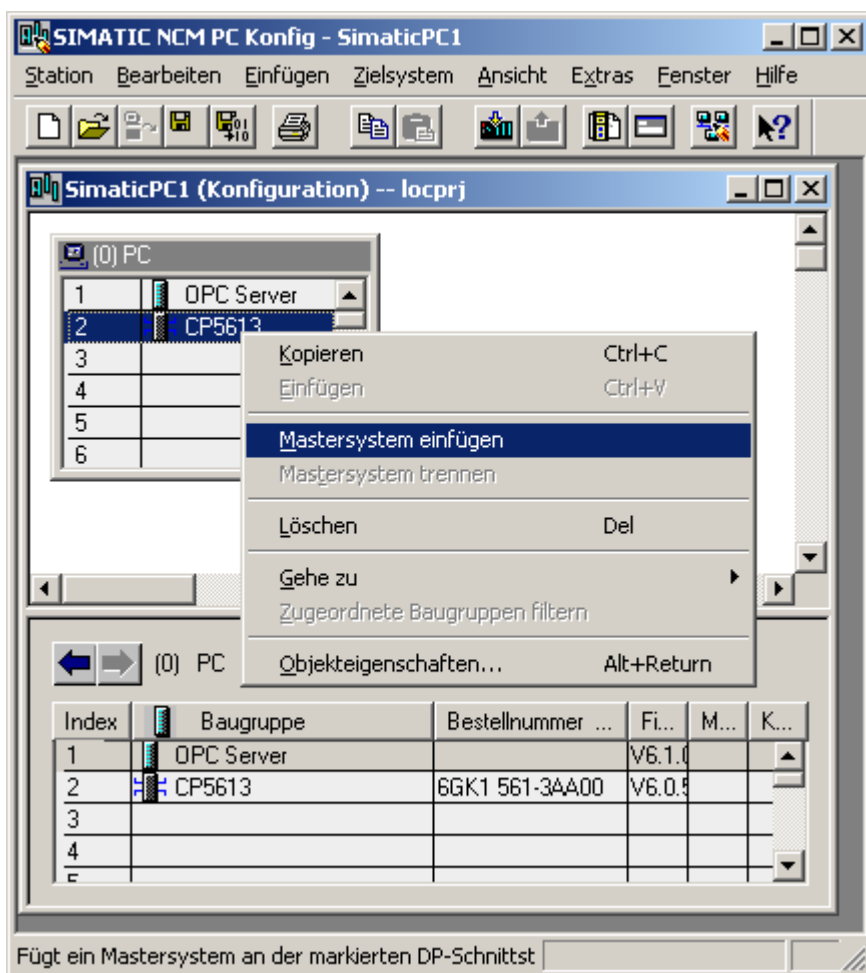 SIMATIC NCM PC Konfig - SimaticPC1
Station Bearbeiten Einfügen Zielsystem Ansicht Extras Fenster Hilfe
SimaticPC1 (Konfiguration) -- locprj
(0) PC
1 OPC Server
2 CP5613
3
4
5
6
Kopieren Ctrl+C
Einfügen Ctrl+V
Mastersystem einfügen
Mastersystem trennen
Löschen Del
Gehe zu
Zugeordnete Baugruppen filtern
Objekteigenschaften... Alt+Return
(0) PC
Index Baugruppe Bestellnummer ... Fi... M... K...
1 OPC Server V6.1.0
2 CP5613 6GK1 561-3AA00 V6.0.5
3
4
5
Fügt ein Mastersystem an der markierten DP-Schnittst